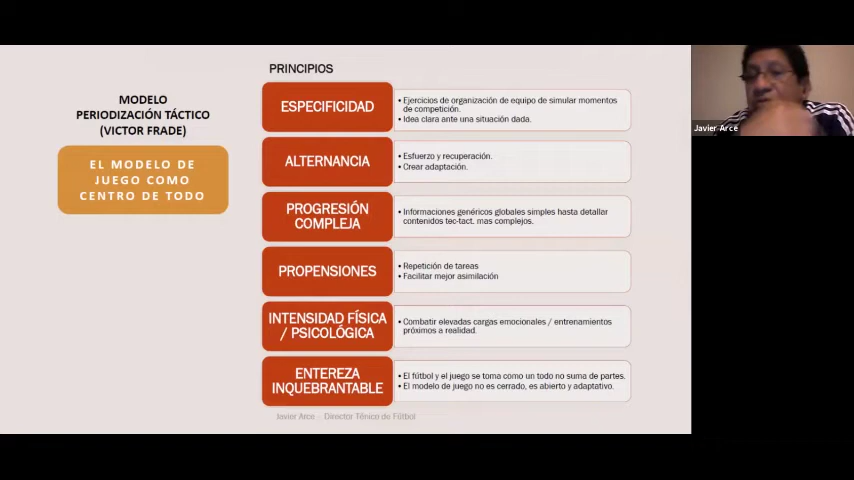 PRINCIPIOS
MODELO
PERIODIZACIÓN TÁCTICO
(VICTOR FRADE)
EL MODELO DE
JUEGO COMO
CENTRO DE TODO
ESPECIFICIDAD
• Ejercicios de organización de equipo de simular momentos
de competición.
• Idea clara ante una situación dada.
ALTERNANCIA
• Esfuerzo y recuperación.
• Crear adaptación.
PROGRESIÓN
COMPLEJA
• Informaciones genéricos globales simples hasta detallar
contenidos tec-tact. mas complejos.
PROPENSIONES
• Repetición de tareas
• Facilitar mejor asimilación
INTENSIDAD FÍSICA
/ PSICOLÓGICA
• Combatir elevadas cargas emocionales / entrenamientos
próximos a realidad.
ENTEREZA
INQUEBRANTABLE
• El fútbol y el juego se toma como un todo no suma de partes.
• El modelo de juego no es cerrado, es abierto y adaptativo.
Javier Arce – Director Ténico de Fútbol
Javier Arce